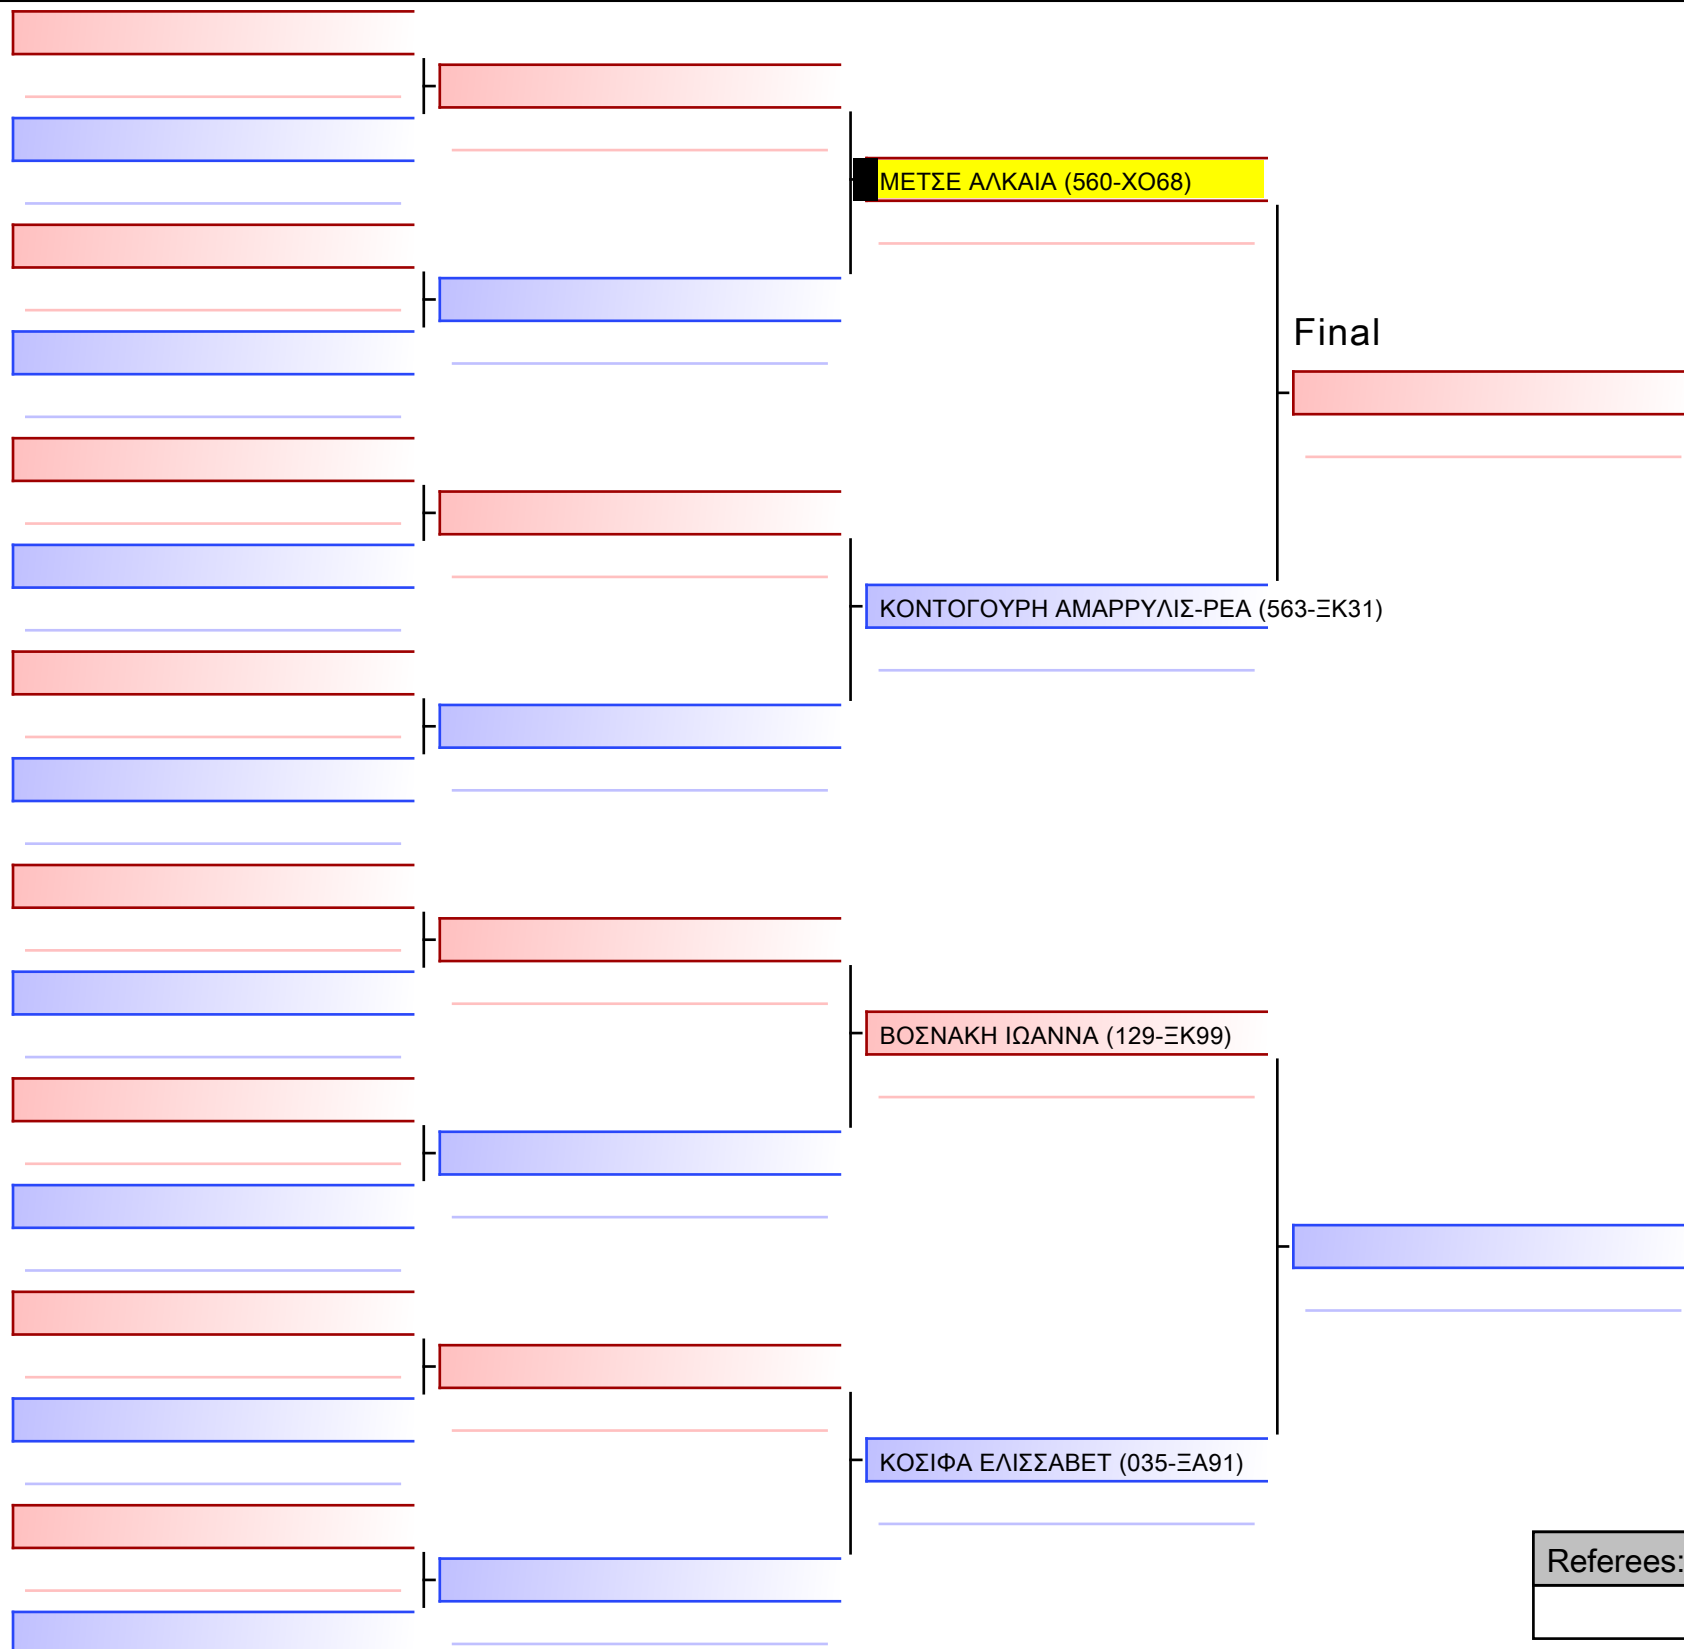 ΜΕΤΣΕ ΑΛΚΑΙΑ (560-ΧΟ68)
Final
ΚΟΝΤΟΓΟΥΡΗ ΑΜΑΡΡΥΛΙΣ-ΡΕΑ (563-ΞΚ31)
ΒΟΣΝΑΚΗ ΙΩΑΝΝΑ (129-ΞΚ99)
ΚΟΣΙΦΑ ΕΛΙΣΣΑΒΕΤ (035-ΞΑ91)
Referees: